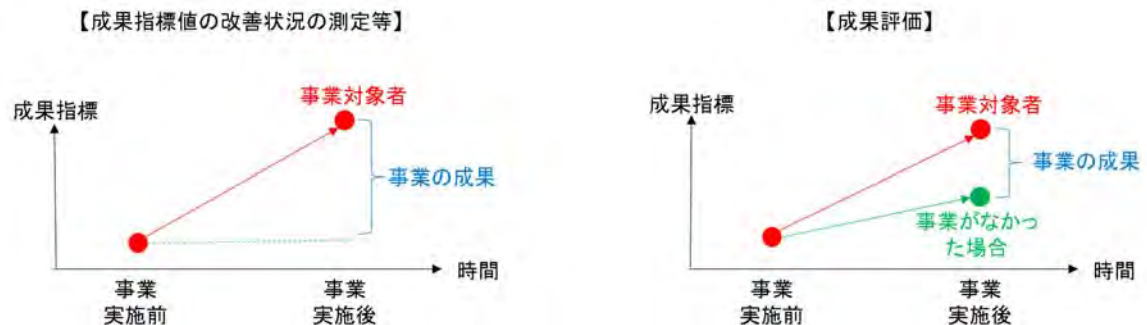 【成果指標値の改善状況の測定等】
成果指標
事業対象者
事業の成果
時間
事業
実施前
事業
実施後
【成果評価】
成果指標
事業対象者
事業の成果
事業がなかっ
た場合
時間
事業
実施前
事業
実施後